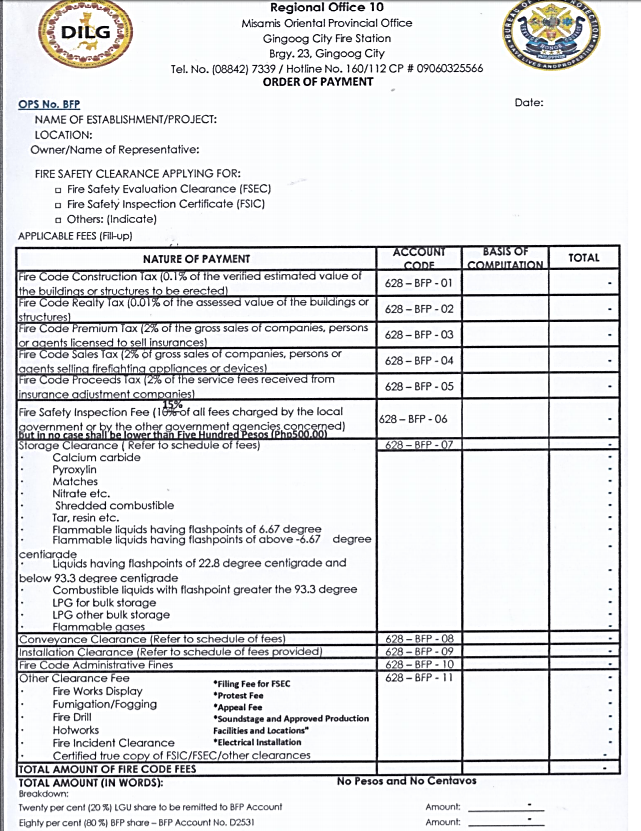 DILG
Regional Office 10
Misamis Oriental Provincial Office
Gingoog City Fire Station
Brgy. 23, Gingoog City
Tel. No. (08842) 7339 / Hotline No. 160/112 CP # 09060325566
ORDER OF PAYMENT
OPS No. BFP
Date:
NAME OF ESTABLISHMENT/PROJECT:
LOCATION:
Owner/Name of Representative:
FIRE SAFETY CLEARANCE APPLYING FOR:
□ Fire Safety Evaluation Clearance (FSEC)
□ Fire Safety Inspection Certificate (FSIC)
□ Others: (Indicate)
APPLICABLE FEES (Fill-up)
NATURE OF PAYMENT ACCOUNT CODE BASIS OF COMPUTATION TOTAL
Fire Code Construction Tax (0.1% of the verified estimated value of
the buildings or structures to be erected) 628 – BFP - 01 -
Fire Code Realty Tax (0.01% of the assessed value of the buildings or
structures) 628 – BFP - 02 -
Fire Code Premium Tax (2% of the gross sales of companies, persons
or agents licensed to sell insurances) 628 – BFP - 03 -
Fire Code Sales Tax (2% of gross sales of companies, persons or
agents selling firefighting appliances or devices) 628 – BFP - 04 -
Fire Code Proceeds Tax (2% of the service fees received from
insurance adjustment companies) 628 – BFP - 05 -
15%
Fire Safety Inspection Fee (10% of all fees charged by the local
government or by the other government agencies concerned) 628 – BFP - 06 -
but in no case shall be lower than Five Hundred Pesos (Php500.00)
Storage Clearance ( Refer to schedule of fees) 628 – BFP - 07 -
· Calcium carbide -
· Pyroxylin -
· Matches -
· Nitrate etc. -
· Shredded combustible -
· Tar, resin etc. -
· Flammable liquids having flashpoints of 6.67 degree -
· Flammable liquids having flashpoints of above -6.67 degree
centigrade -
· Liquids having flashpoints of 22.8 degree centigrade and
below 93.3 degree centigrade -
· Combustible liquids with flashpoint greater the 93.3 degree -
· LPG for bulk storage -
· LPG other bulk storage -
· Flammable gases -
Conveyance Clearance (Refer to schedule of fees) 628 – BFP - 08 -
Installation Clearance (Refer to schedule of fees provided) 628 – BFP - 09 -
Fire Code Administrative Fines 628 – BFP - 10 -
Other Clearance Fee 628 – BFP - 11 -
· Fire Works Display *Filing Fee for FSEC -
*Protest Fee
· Fumigation/Fogging *Appeal Fee -
· Fire Drill *Soundstage and Approved Production -
· Hotworks Facilities and Locations" -
· Fire Incident Clearance *Electrical Installation -
· Certified true copy of FSIC/FSEC/other clearances - -
TOTAL AMOUNT OF FIRE CODE FEES -
TOTAL AMOUNT (IN WORDS): No Pesos and No Centavos
Breakdown:
Twenty per cent (20 %) LGU share to be remitted to BFP Account Amount: -
Eighty per cent (80 %) BFP share – BFP Account No. D2531 Amount: -